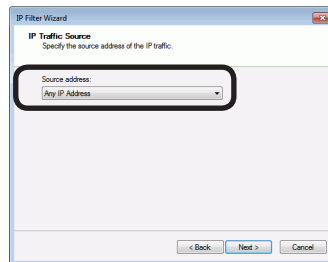 IP Filter Wizard
IP Traffic Source
Specify the source address of the IP traffic.
Source address:
Any IP Address
< Back Next > Cancel